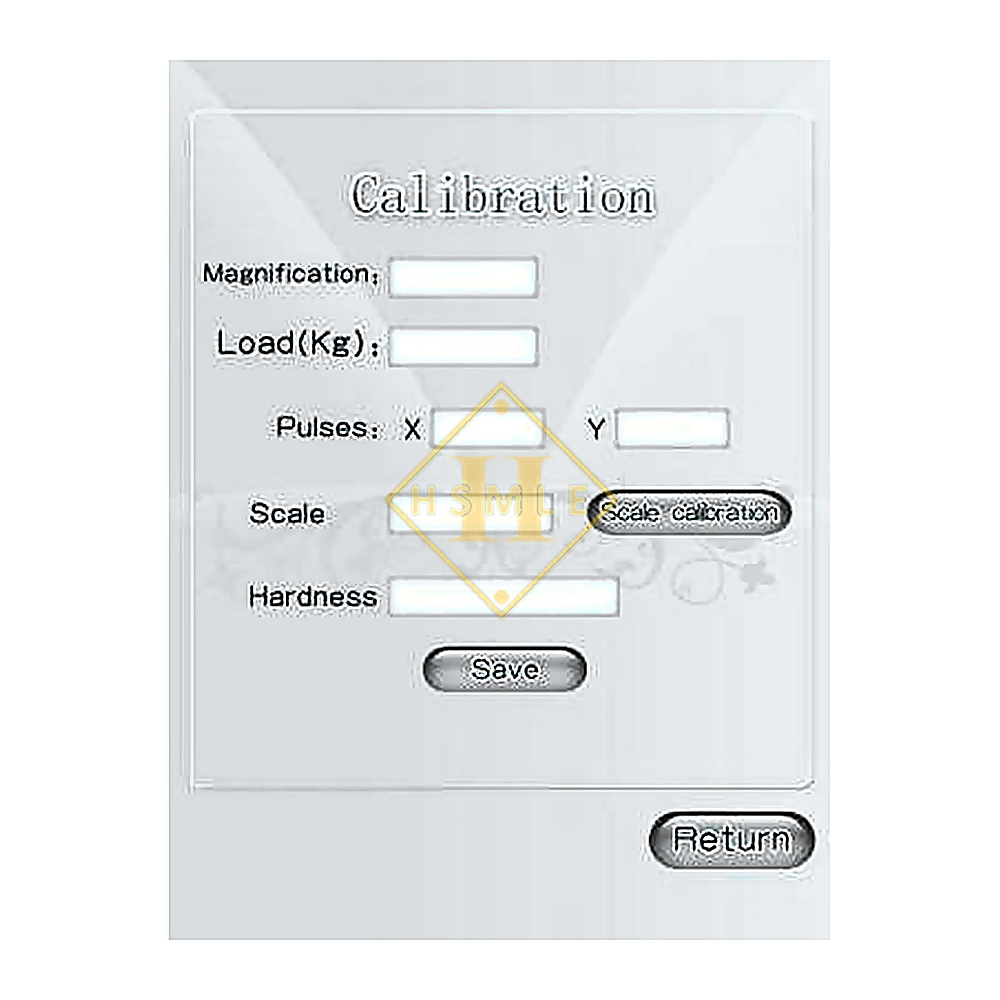 Calibration
Magnification:
Load(Kg):
Pulses: X Y
Scale Scale calibration
HSMLE
H
Hardness
Save
Return